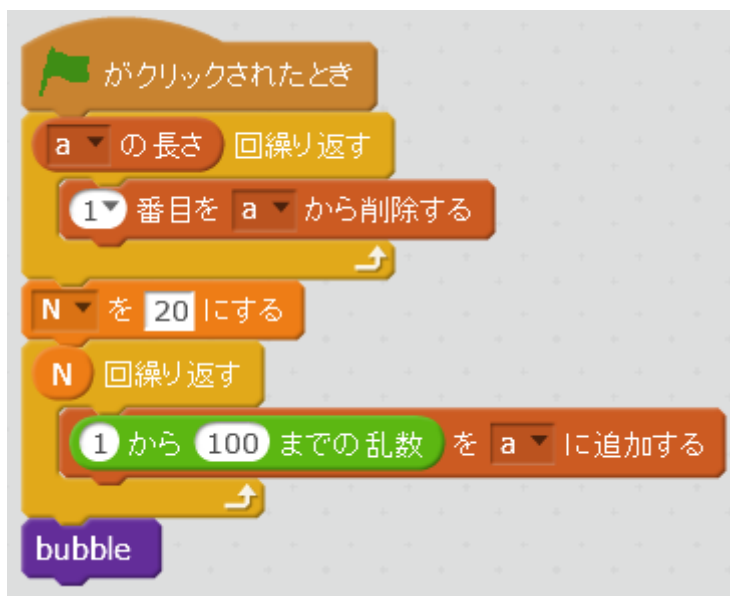 がクリックされたとき
a の長さ 回繰り返す
1 番目を a から削除する
N を 20 にする
N 回繰り返す
1 から 100 までの乱数 を a に追加する
bubble